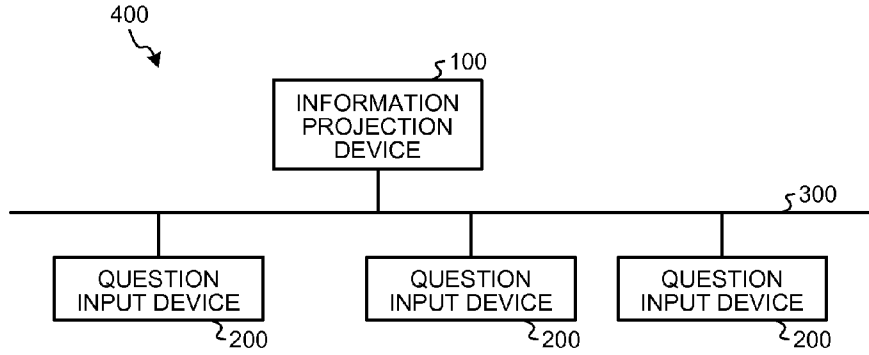 400
100
INFORMATION
PROJECTION
DEVICE
300
QUESTION
INPUT DEVICE
200
QUESTION
INPUT DEVICE
200
QUESTION
INPUT DEVICE
200